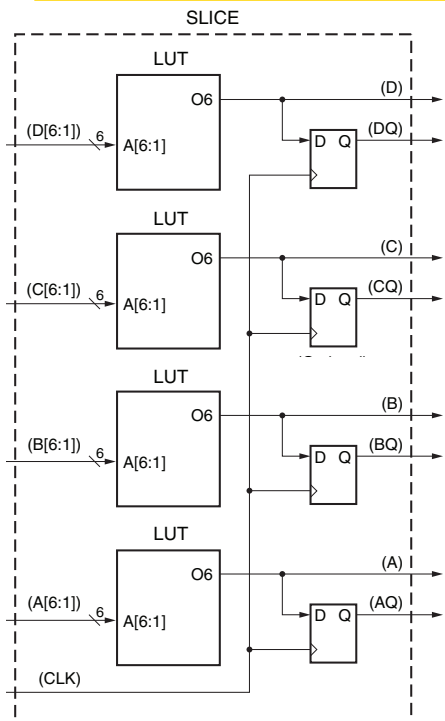 SLICE
LUT
O6
(D)
(D[6:1])
6
A[6:1]
D Q
(DQ)
LUT
O6
(C)
(C[6:1])
6
A[6:1]
D Q
(CQ)
LUT
O6
(B)
(B[6:1])
6
A[6:1]
D Q
(BQ)
LUT
O6
(A)
(A[6:1])
6
A[6:1]
D Q
(AQ)
(CLK)